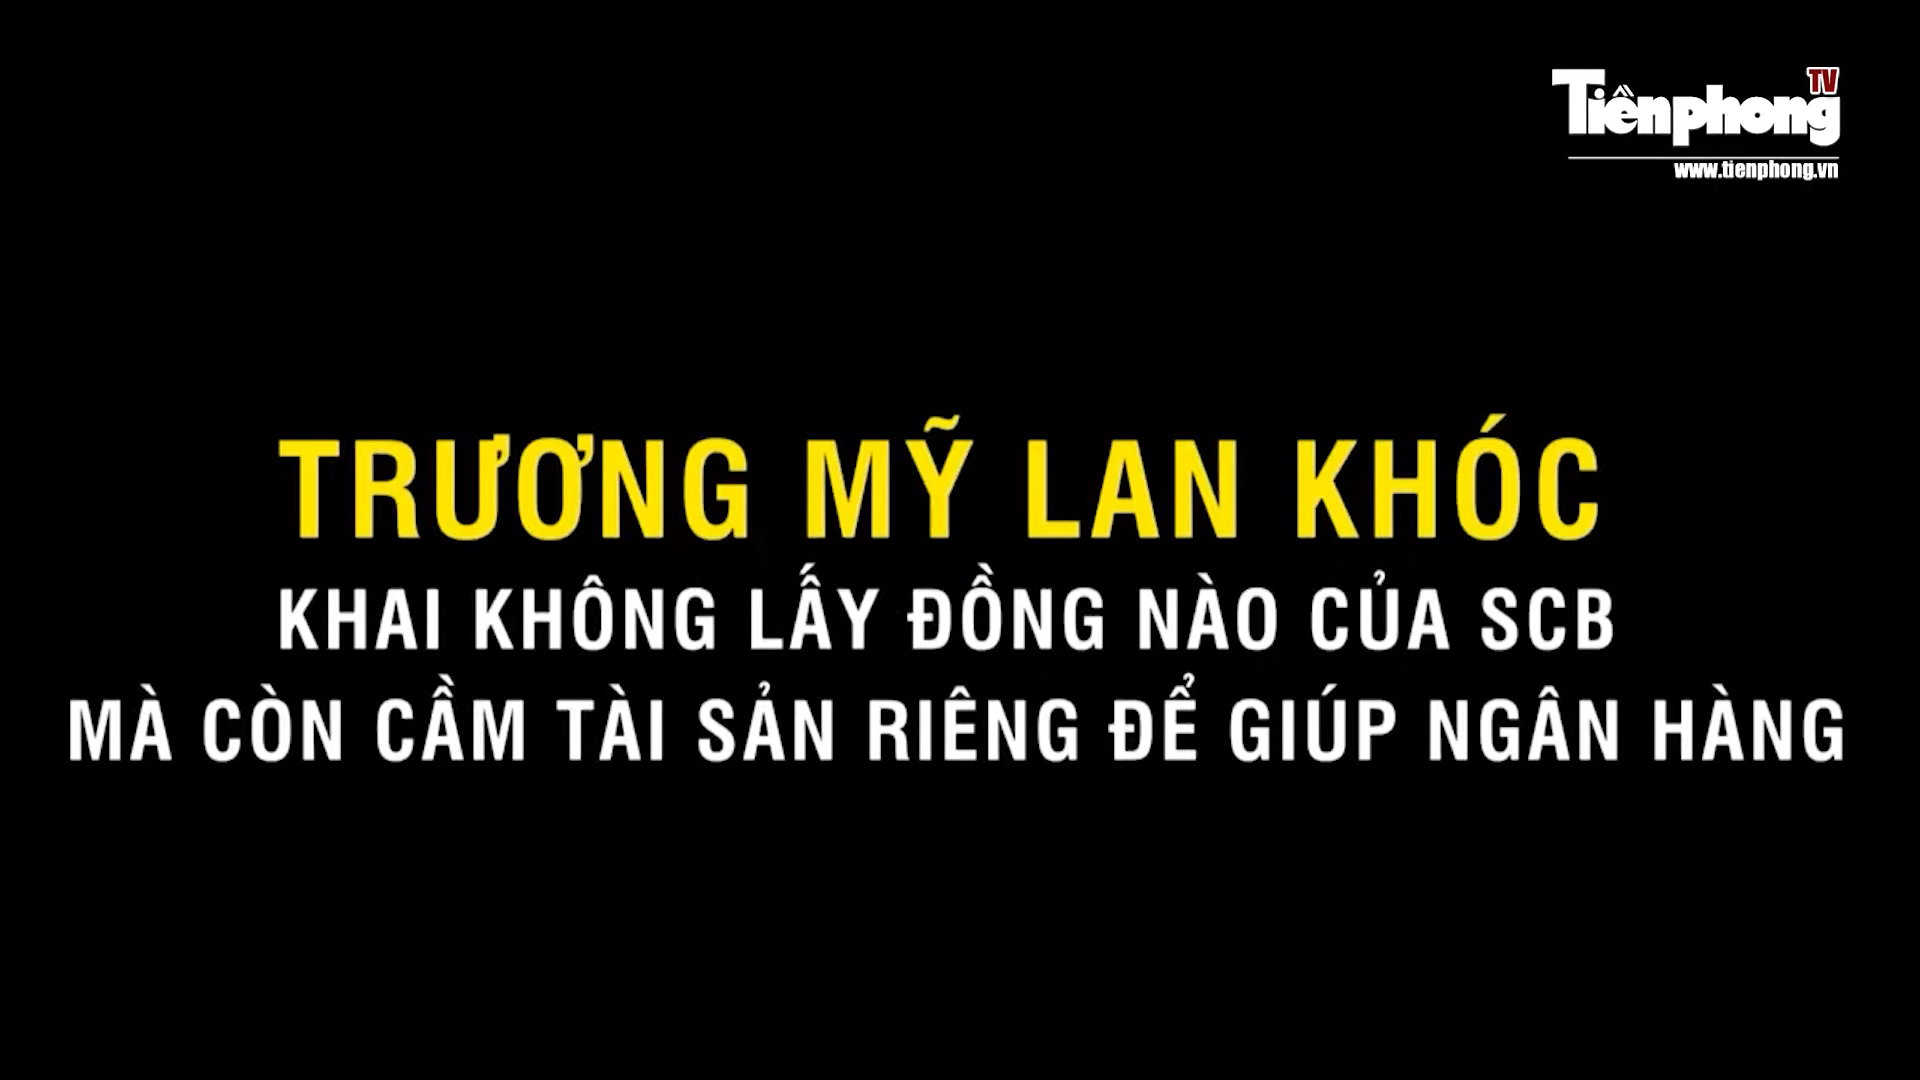 Tiềnphong TV
www.tienphong.vn
TRƯƠNG MỸ LAN KHÓC
KHAI KHÔNG LẤY ĐỒNG NÀO CỦA SCB
MÀ CÒN CẦM TÀI SẢN RIÊNG ĐỂ GIÚP NGÂN HÀNG